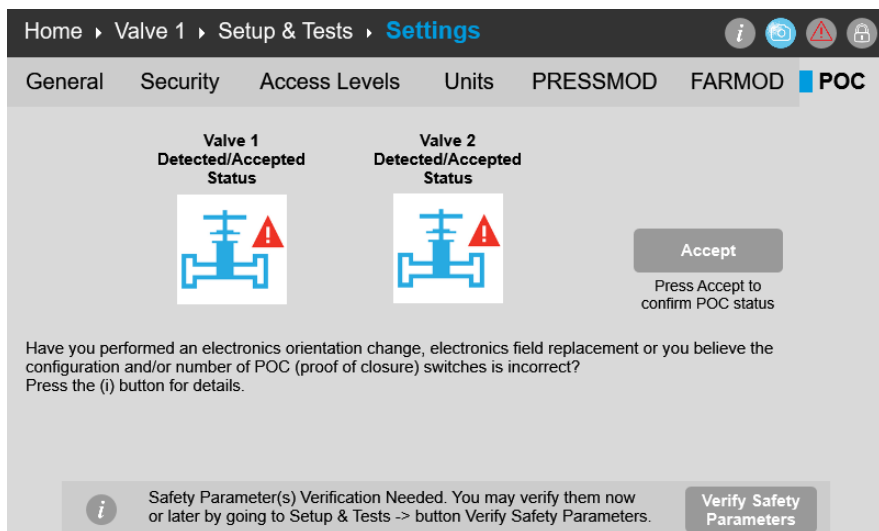 Home ▸ Valve 1 ▸ Setup & Tests ▸ Settings
General Security Access Levels Units PRESSMOD FARMOD POC
Valve 1
Detected/Accepted
Status
Valve 2
Detected/Accepted
Status
Accept
Press Accept to
confirm POC status
Have you performed an electronics orientation change, electronics field replacement or you believe the
configuration and/or number of POC (proof of closure) switches is incorrect?
Press the (i) button for details.
Safety Parameter(s) Verification Needed. You may verify them now
or later by going to Setup & Tests -> button Verify Safety Parameters.
Verify Safety
Parameters